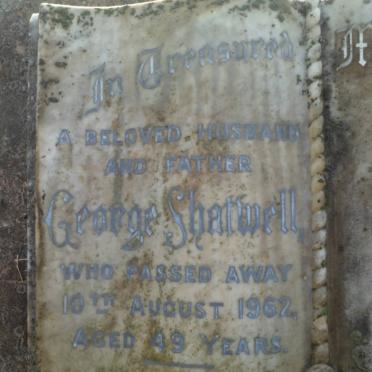 In Treasured
A BELOVED HUSBAND
AND FATHER
George Shatwell,
WHO PASSED AWAY
10TH AUGUST 1962,
AGED 49 YEARS.